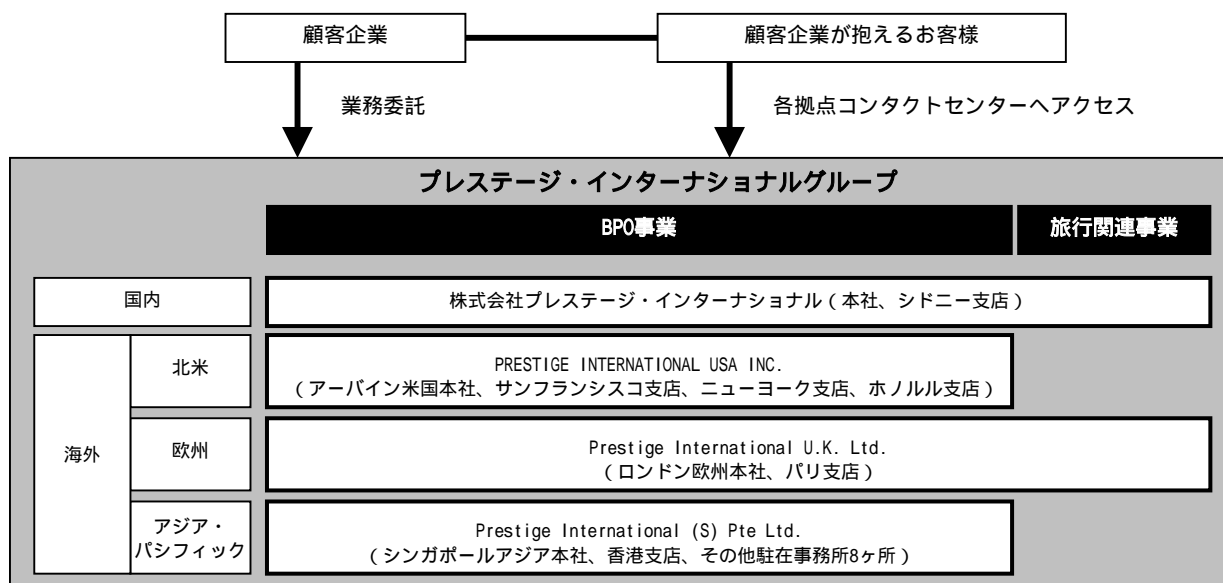 顧客企業
顧客企業が抱えるお客様
業務委託
各拠点コンタクトセンターへアクセス
プレステージ・インターナショナルグループ
BPO事業
旅行関連事業
国内
株式会社プレステージ・インターナショナル（本社、シドニー支店）
海外
北米
PRESTIGE INTERNATIONAL USA INC.
（アーバイン米国本社、サンフランシスコ支店、ニューヨーク支店、ホノルル支店）
欧州
Prestige International U.K. Ltd.
（ロンドン欧州本社、パリ支店）
アジア・
パシフィック
Prestige International (S) Pte Ltd.
（シンガポールアジア本社、香港支店、その他駐在事務所8ヶ所）